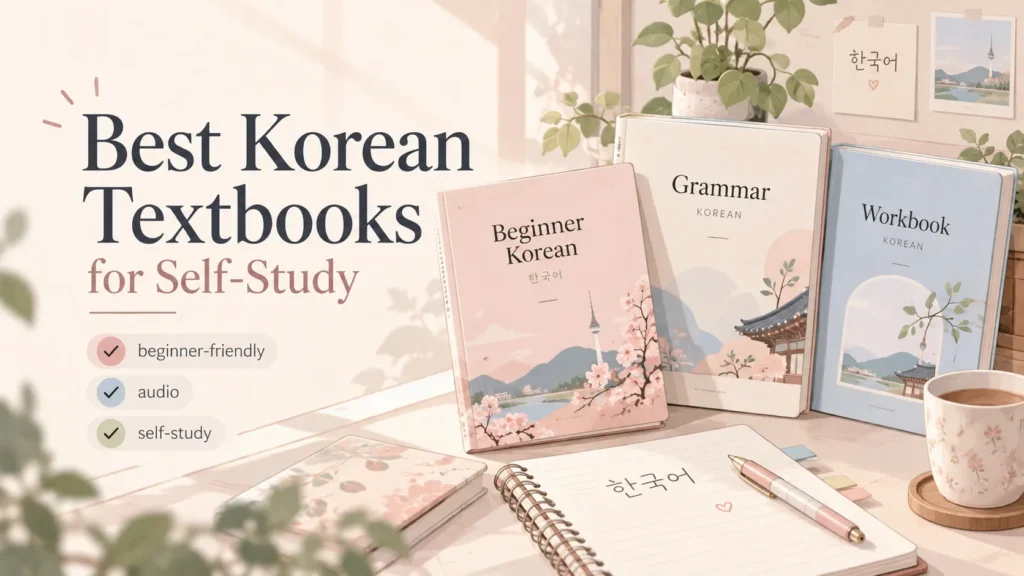 Best Korean
Textbooks
for Self-Study
beginner-friendly
audio
self-study
Beginner
Korean
한국어
Grammar
KOREAN
Workbook
KOREAN
한국어
한국어